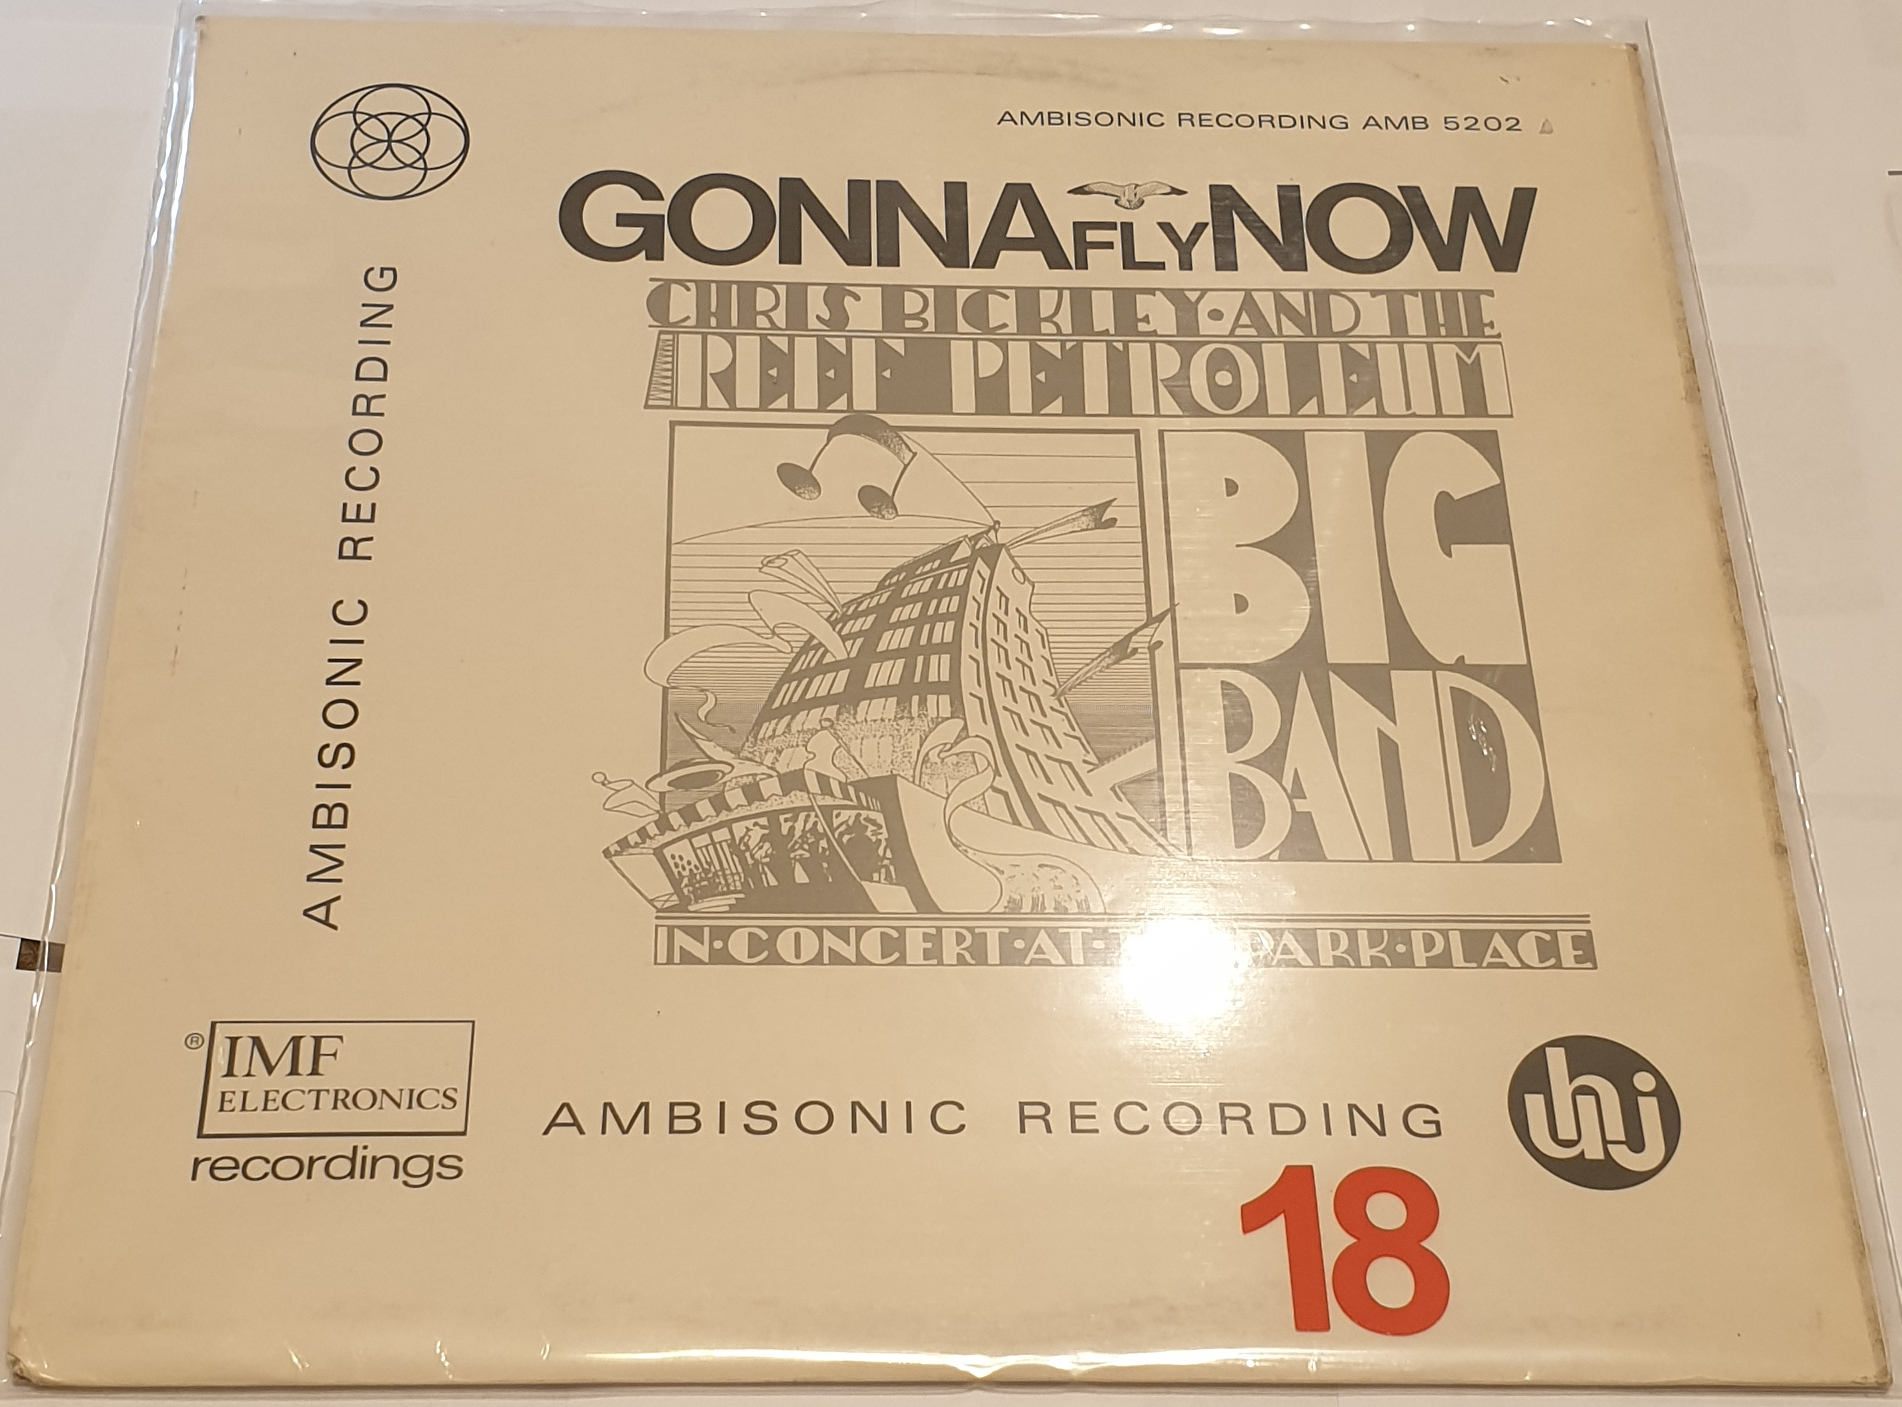 AMBISONIC RECORDING AMB 5202
GONNA FLY NOW
CHRIS BICKLEY·AND THE
REEF PETROLEUM
BIG
BAND
IN·CONCERT·AT· PARK·PLACE
AMBISONIC RECORDING
® IMF
ELECTRONICS
recordings
AMBISONIC RECORDING
uhj
18